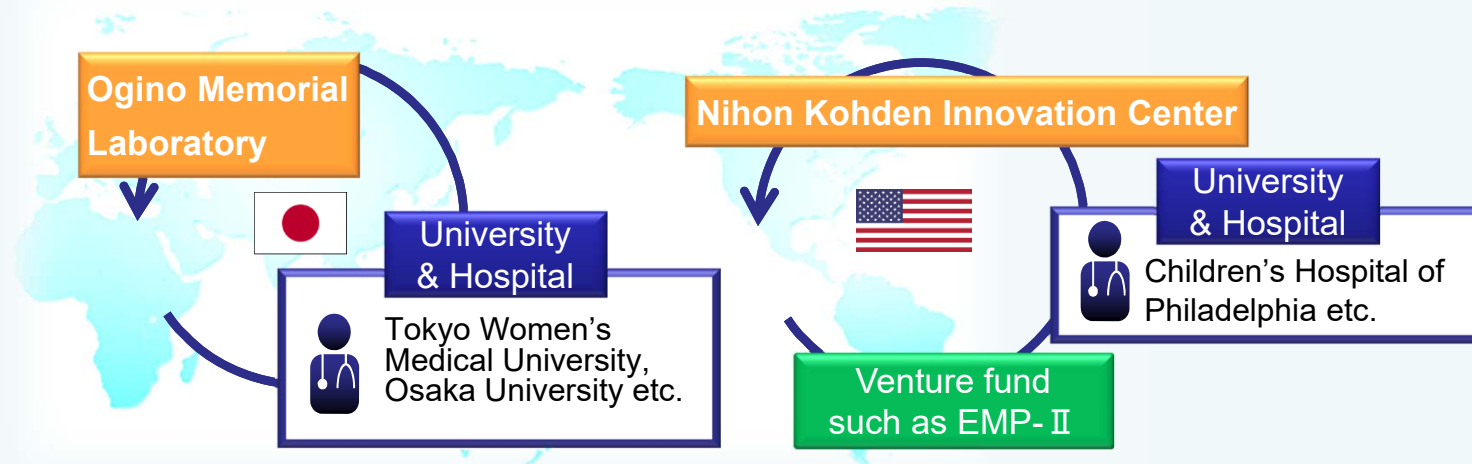 Ogino Memorial
Laboratory
University
& Hospital
Tokyo Women’s
Medical University,
Osaka University etc.
Nihon Kohden Innovation Center
University
& Hospital
Children’s Hospital of
Philadelphia etc.
Venture fund
such as EMP-Ⅱ